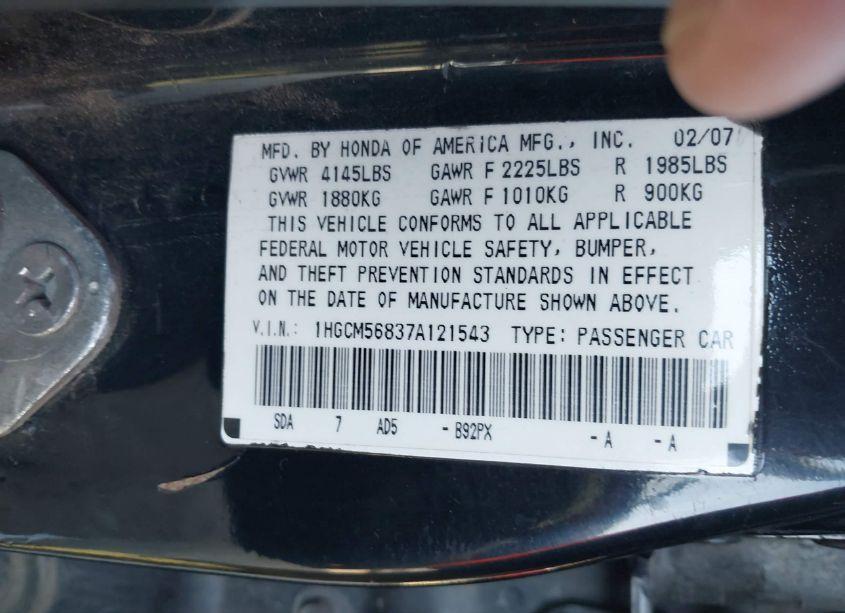 MFD. BY HONDA OF AMERICA MFG., INC. 02/07
GVWR 4145LBS GAWR F 2225LBS R 1985LBS
GVWR 1880KG GAWR F 1010KG R 900KG
THIS VEHICLE CONFORMS TO ALL APPLICABLE
FEDERAL MOTOR VEHICLE SAFETY, BUMPER,
AND THEFT PREVENTION STANDARDS IN EFFECT
ON THE DATE OF MANUFACTURE SHOWN ABOVE.
V.I.N.: 1HGCM56837A121543 TYPE: PASSENGER CAR
SDA 7 AD5 - B92PX - A - A